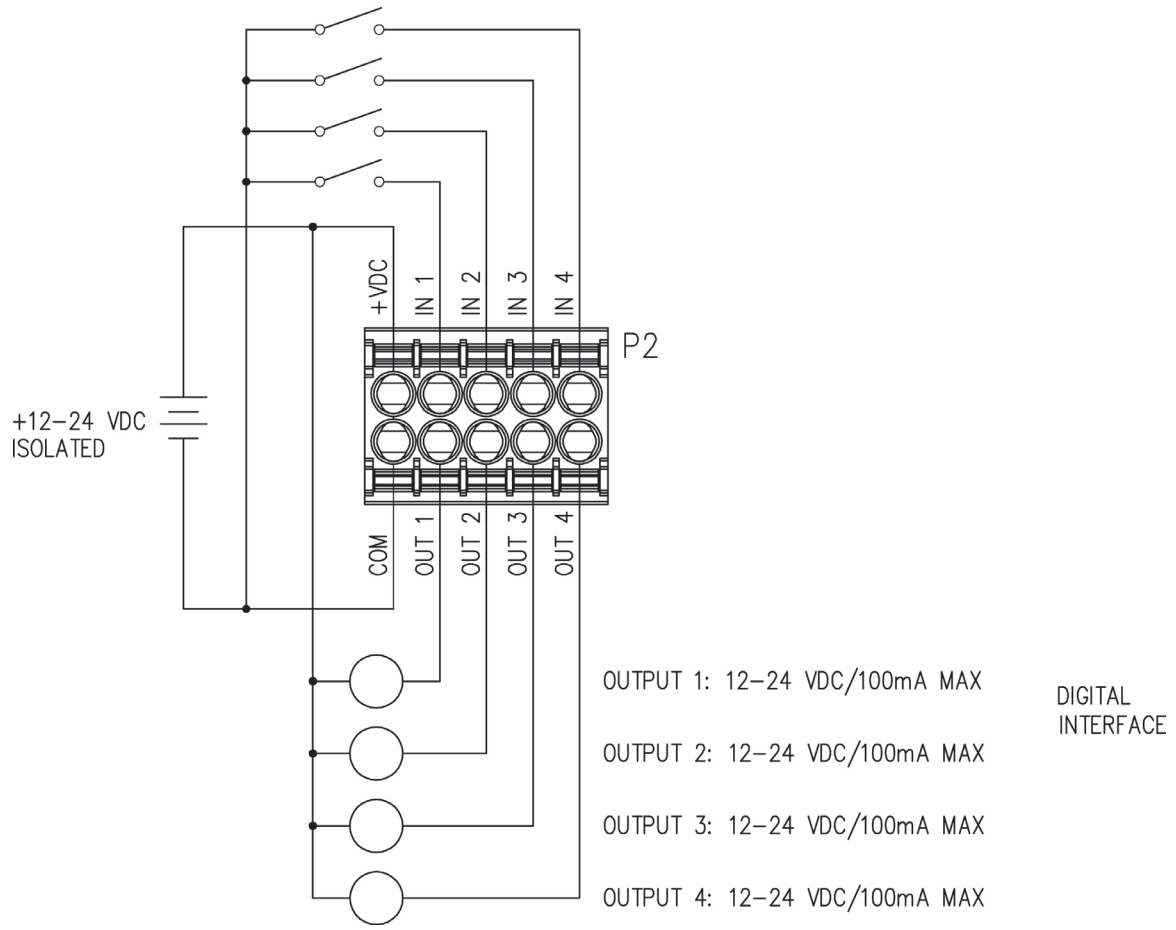 +VDC
IN 1
IN 2
IN 3
IN 4
P2
+12-24 VDC
ISOLATED
COM
OUT 1
OUT 2
OUT 3
OUT 4
OUTPUT 1: 12-24 VDC/100mA MAX
DIGITAL
INTERFACE
OUTPUT 2: 12-24 VDC/100mA MAX
OUTPUT 3: 12-24 VDC/100mA MAX
OUTPUT 4: 12-24 VDC/100mA MAX